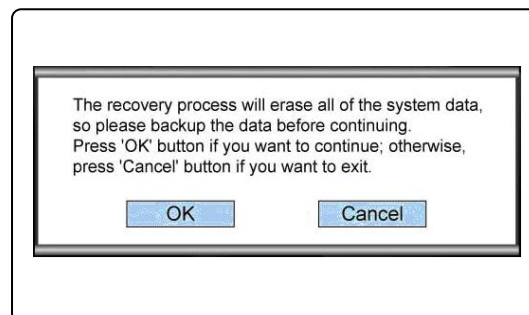 The recovery process will erase all of the system data,
so please backup the data before continuing.
Press 'OK' button if you want to continue; otherwise,
press 'Cancel' button if you want to exit.
OK Cancel